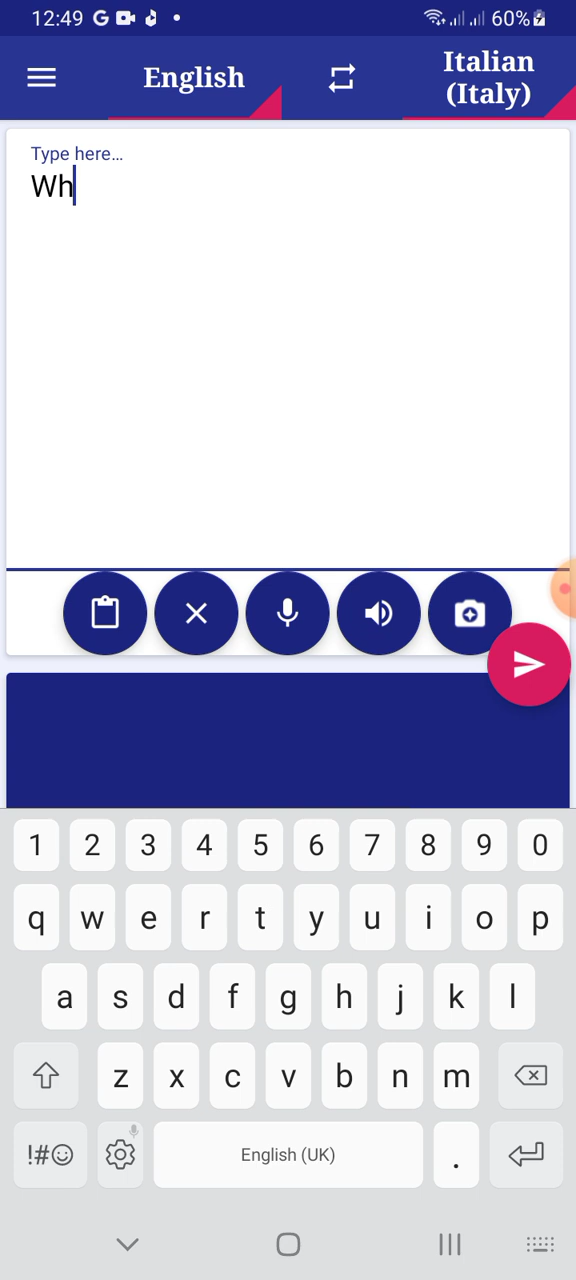 12:49 G 60%
English
Italian
(Italy)
Type here...
Wh
1 2 3 4 5 6 7 8 9 0
q w e r t y u i o p
a s d f g h j k l
z x c v b n m
!#☺ English (UK) .